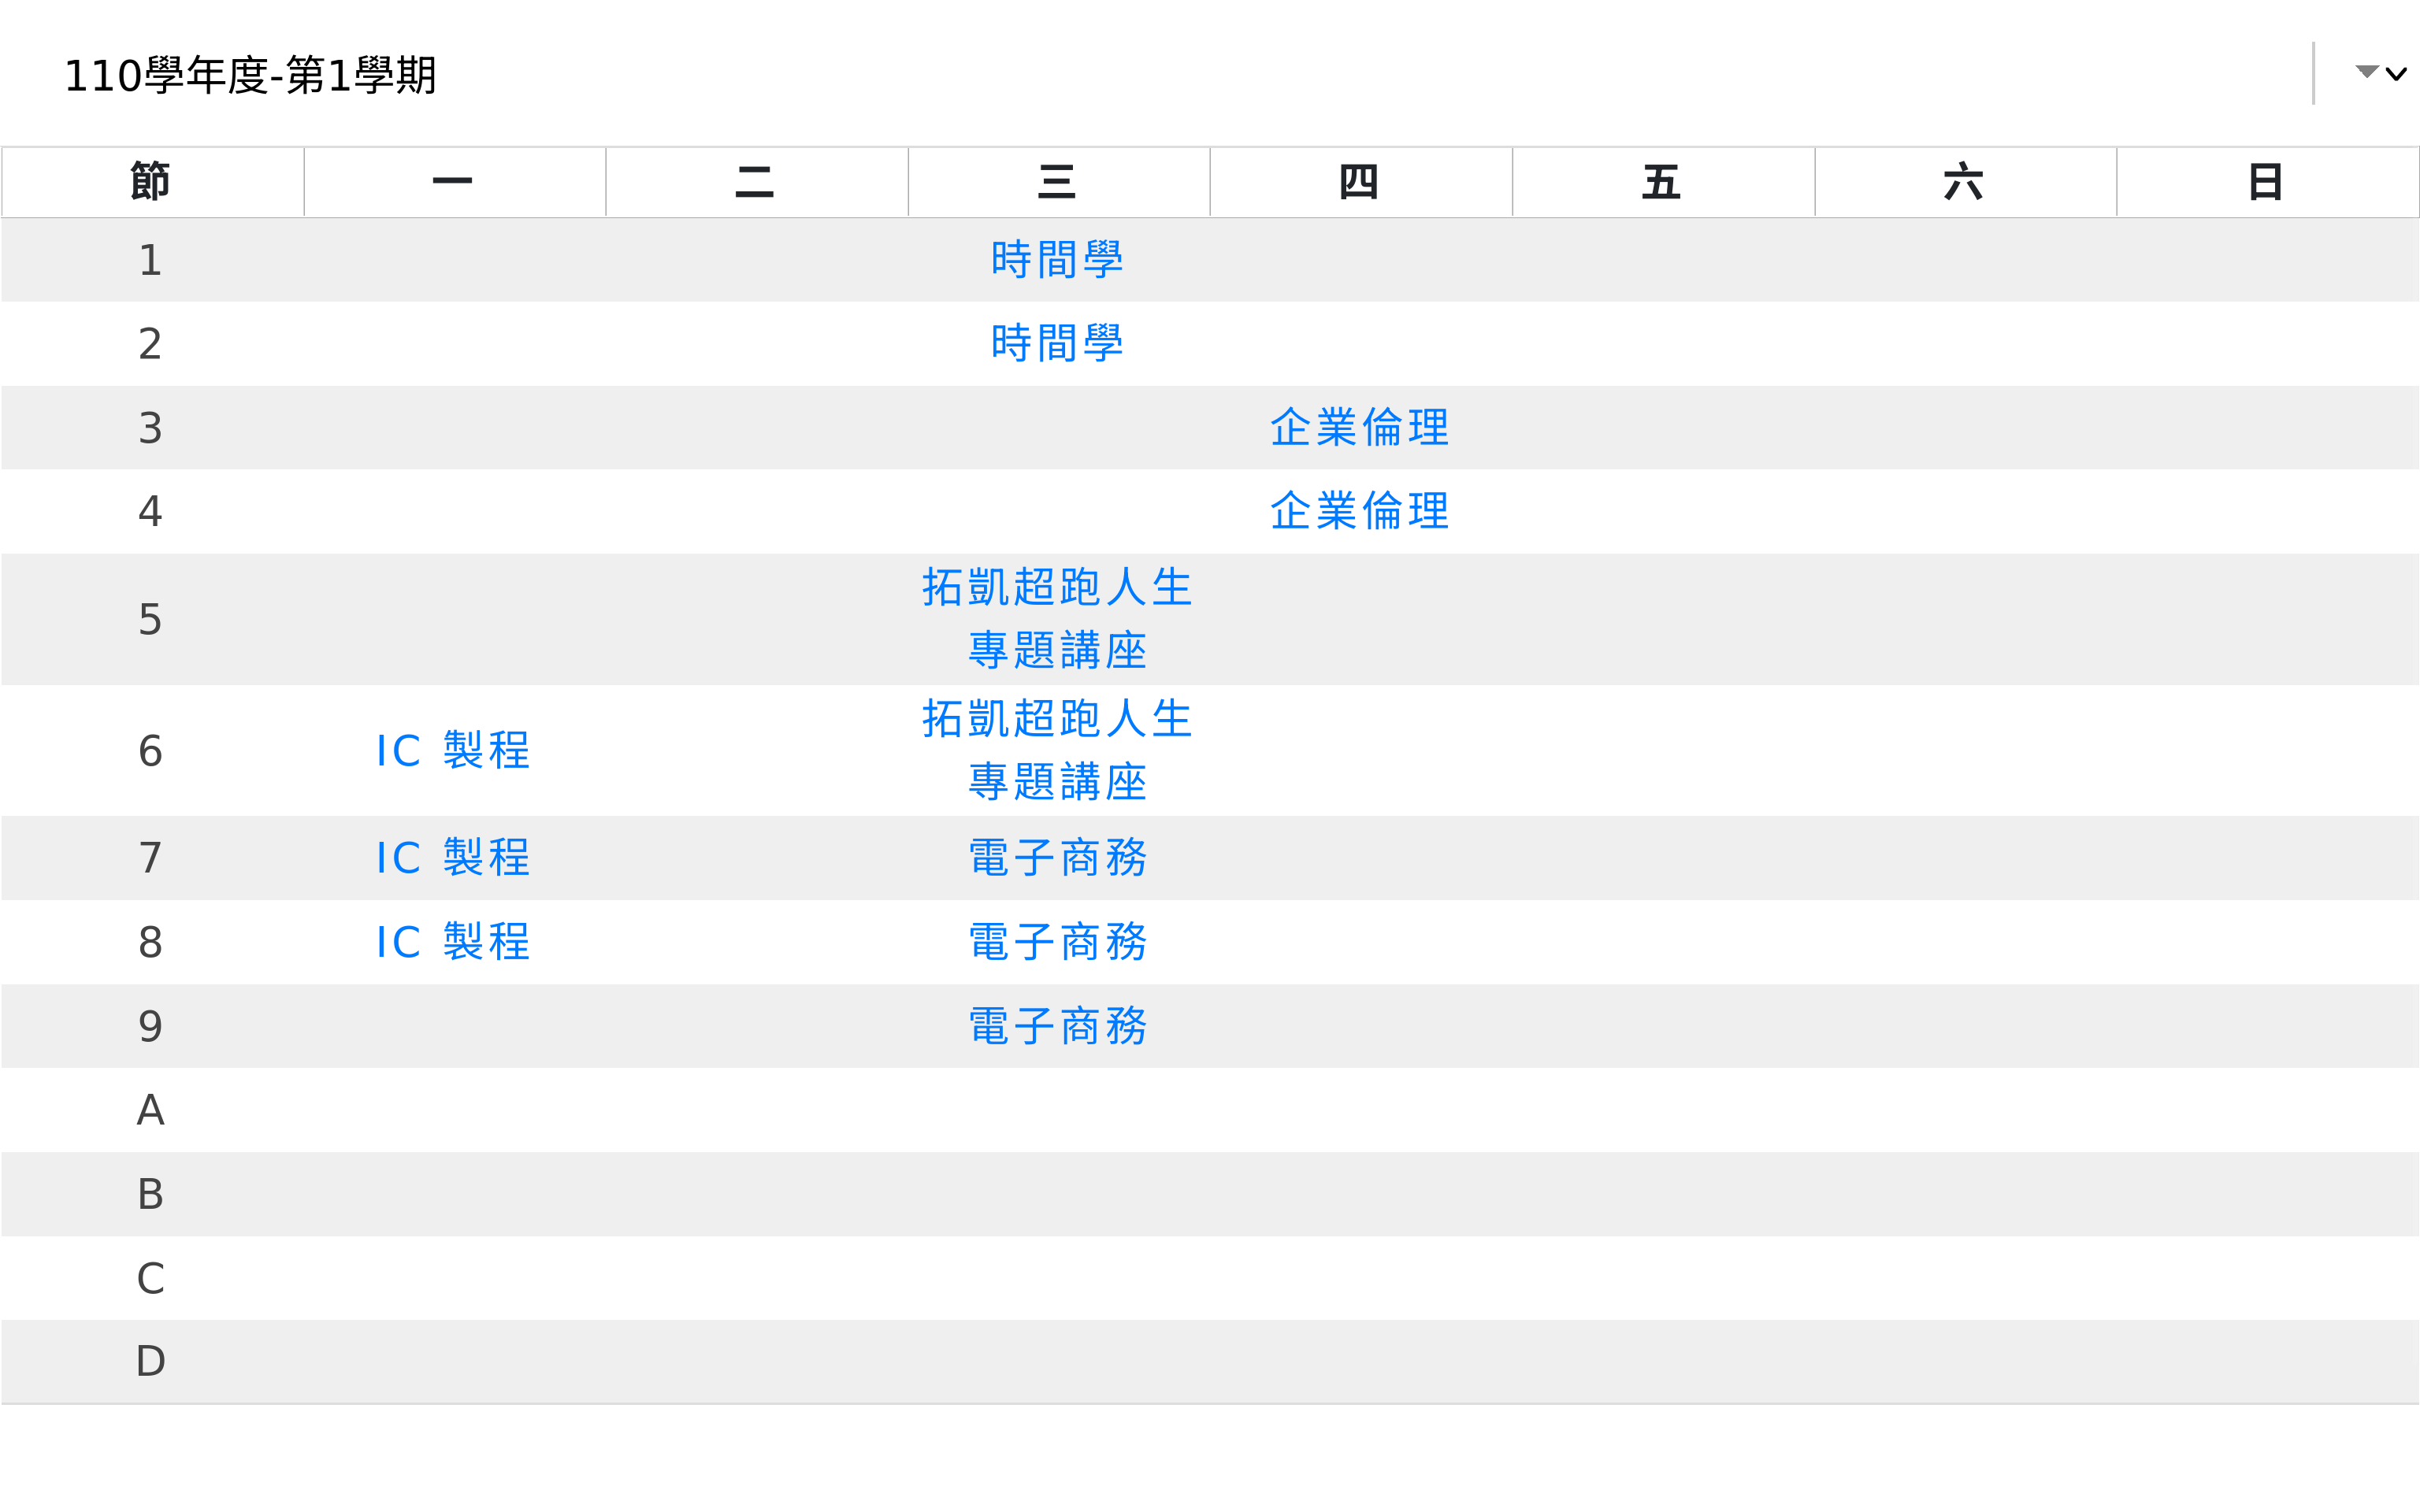 110學年度-第1學期
節 一 二 三 四 五 六 日
1 時間學
2 時間學
3 企業倫理
4 企業倫理
5 拓凱超跑人生
專題講座
6 IC 製程 拓凱超跑人生
專題講座
7 IC 製程 電子商務
8 IC 製程 電子商務
9 電子商務
A
B
C
D